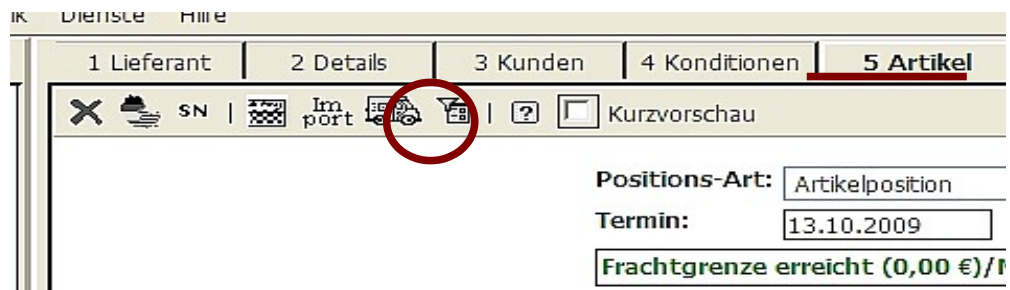 Dienste Hilfe
1 Lieferant 2 Details 3 Kunden 4 Konditionen 5 Artikel
SN | Im port | ? Kurzvorschau
Positions-Art: Artikelposition
Termin: 13.10.2009
Frachtgrenze erreicht (0,00 €)/